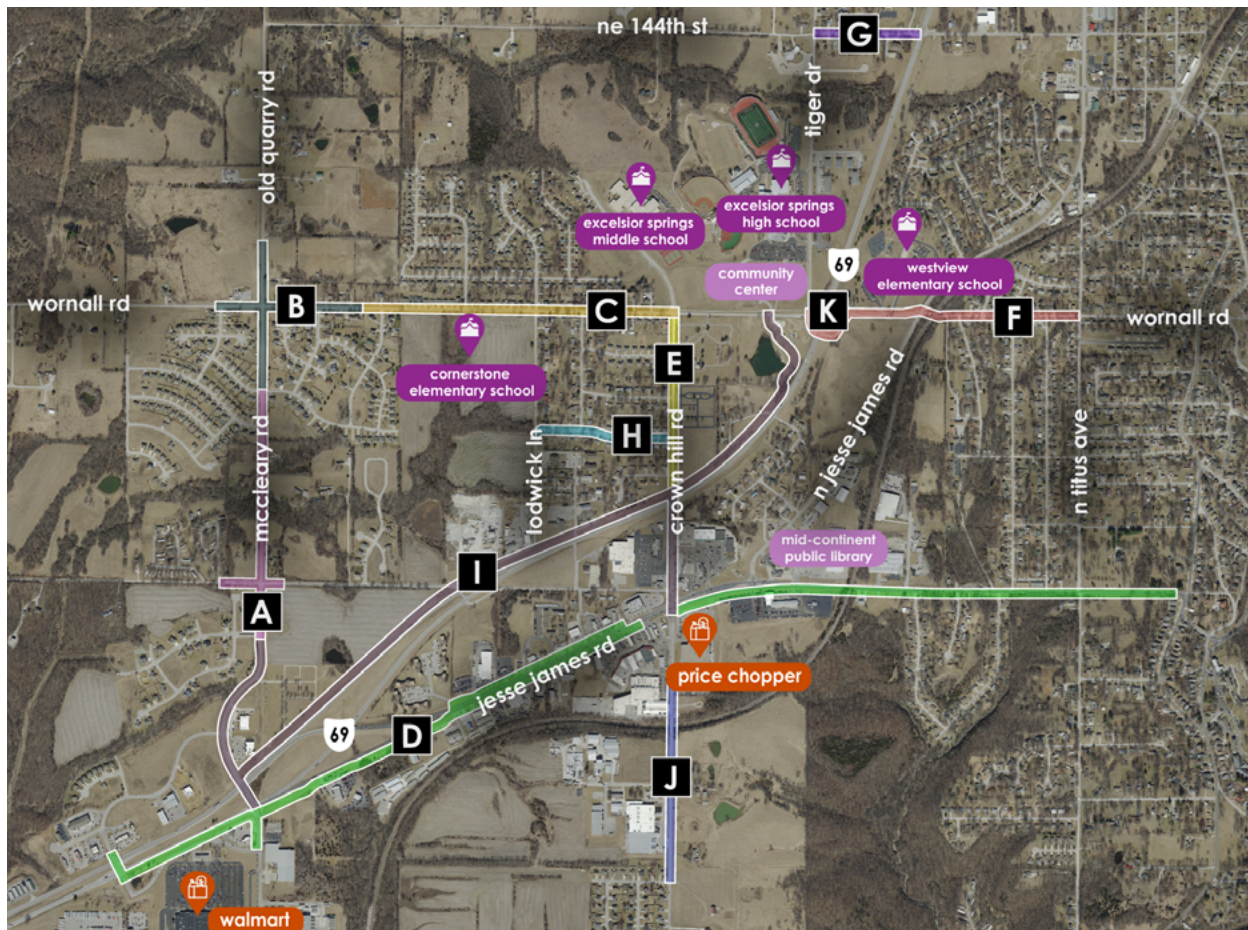 ne 144th st
G
old quarry rd
tiger dr
excelsior springs
middle school
excelsior springs
high school
69
westview
elementary school
community
center
wornall rd
B
C
K
F
wornall rd
E
cornerstone
elementary school
mccleary rd
lodwick ln
H
crown hill rd
n jesse james rd
n titus ave
mid-continent
public library
I
A
jesse james rd
price chopper
69
D
J
walmart